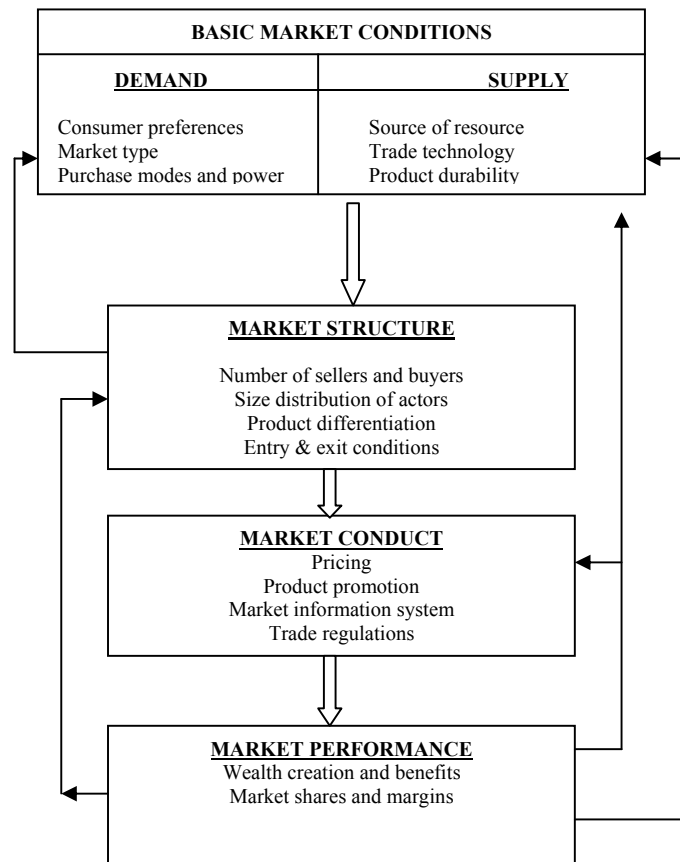 BASIC MARKET CONDITIONS
DEMAND
Consumer preferences
Market type
Purchase modes and power
SUPPLY
Source of resource
Trade technology
Product durability
MARKET STRUCTURE
Number of sellers and buyers
Size distribution of actors
Product differentiation
Entry & exit conditions
MARKET CONDUCT
Pricing
Product promotion
Market information system
Trade regulations
MARKET PERFORMANCE
Wealth creation and benefits
Market shares and margins